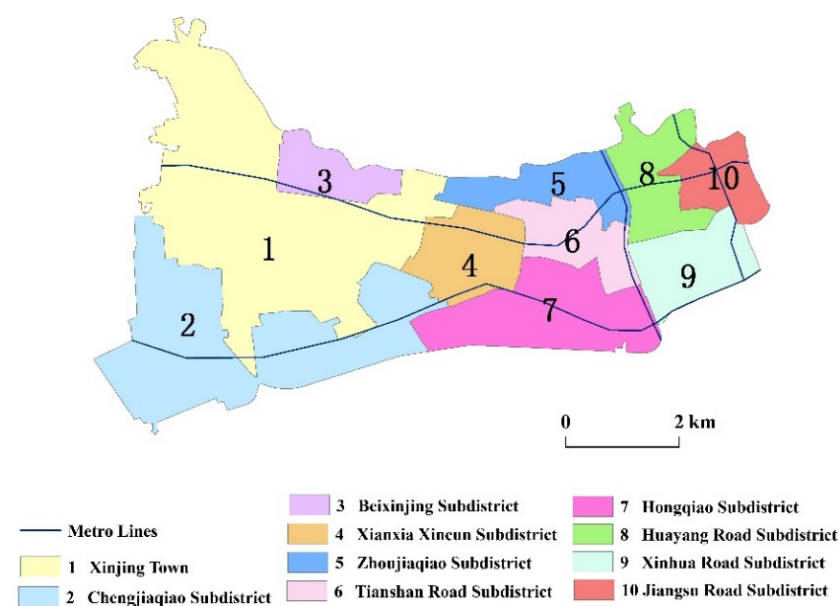 3
5
8
10
1
6
4
9
2
7
0 2 km
Metro Lines
1 Xinjing Town
2 Chengjiaqiao Subdistrict
3 Beixinjing Subdistrict
4 Xianxia Xincun Subdistrict
5 Zhoujiaqiao Subdistrict
6 Tianshan Road Subdistrict
7 Hongqiao Subdistrict
8 Huayang Road Subdistrict
9 Xinhua Road Subdistrict
10 Jiangsu Road Subdistrict